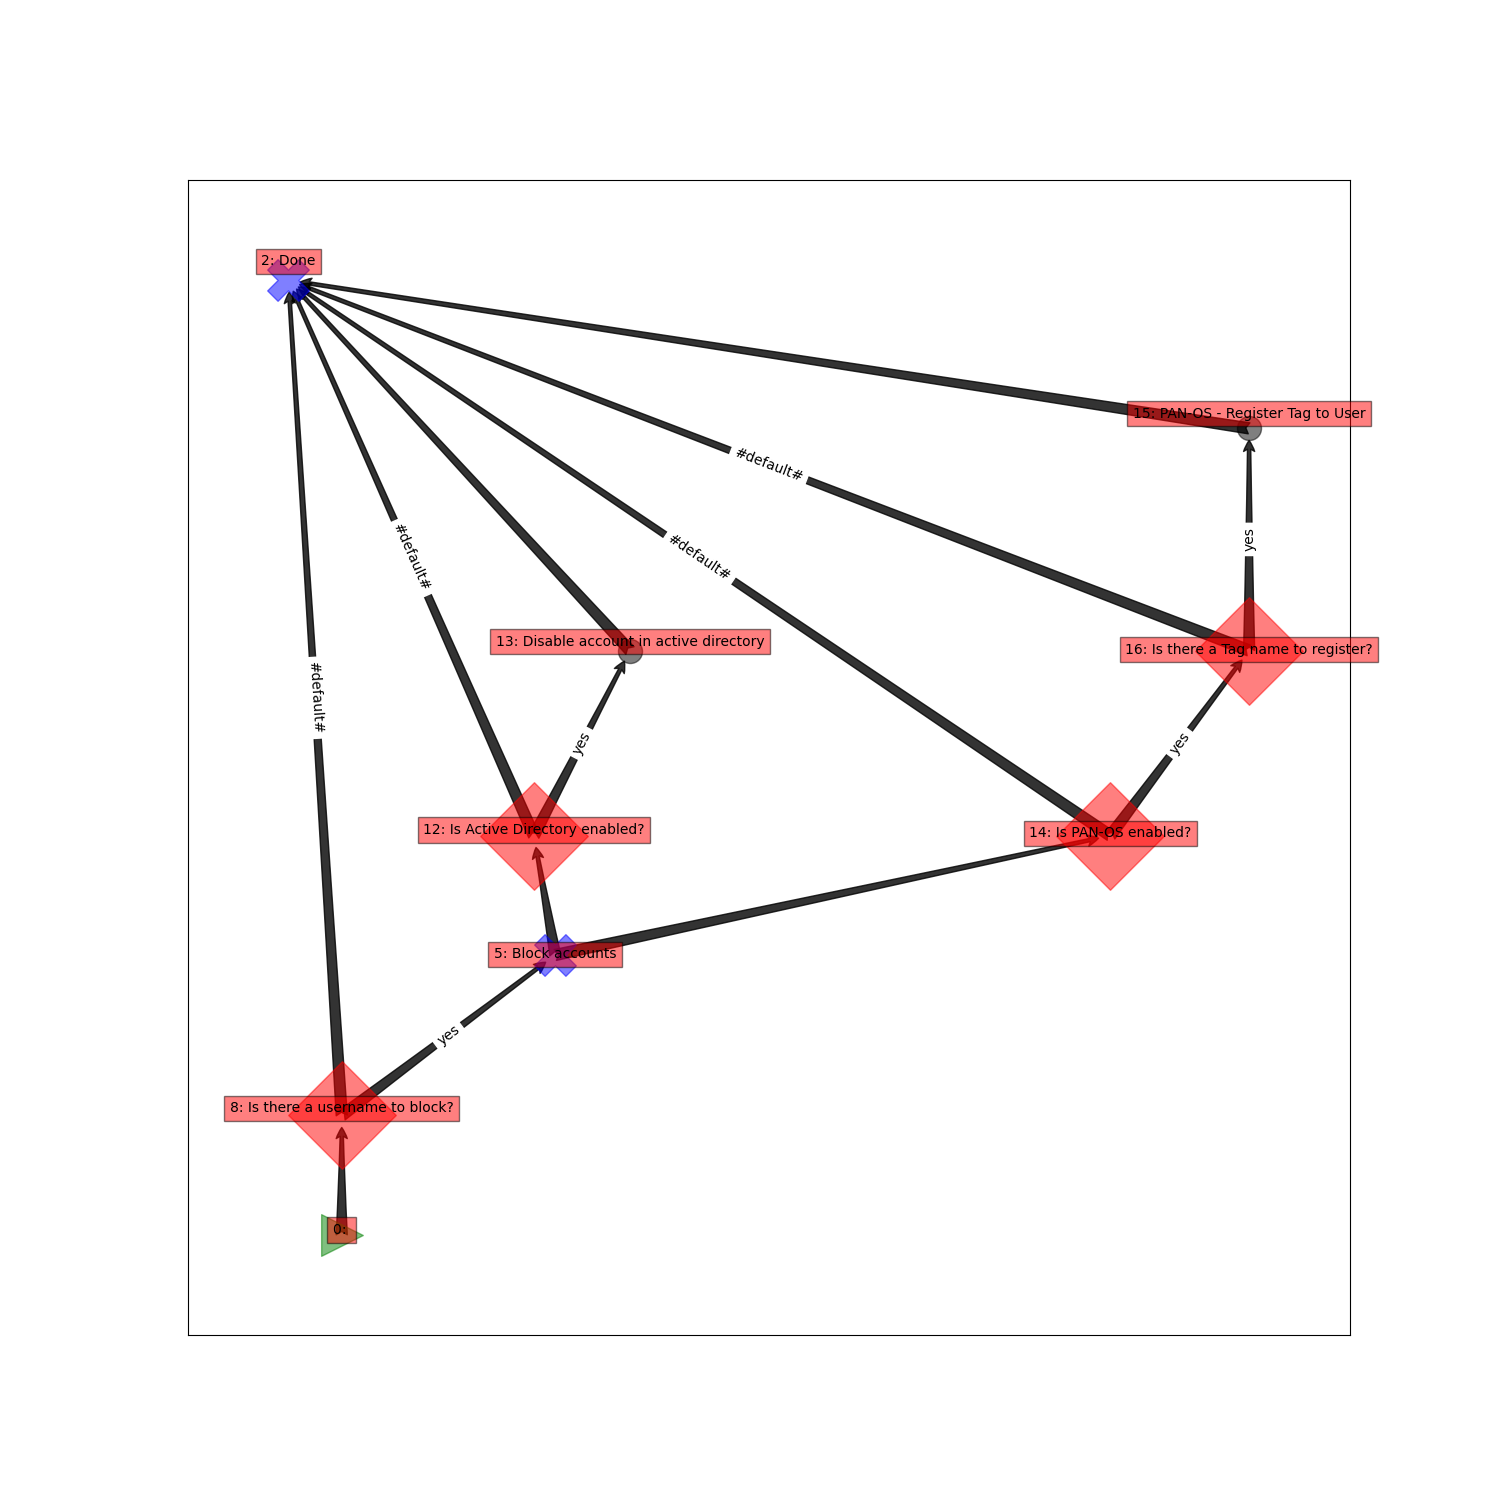 2: Done
15: PAN-OS - Register Tag to User
#default#
#default#
yes
#default#
13: Disable account in active directory
16: Is there a Tag name to register?
#default#
yes
yes
12: Is Active Directory enabled?
14: Is PAN-OS enabled?
5: Block accounts
yes
8: Is there a username to block?
0: